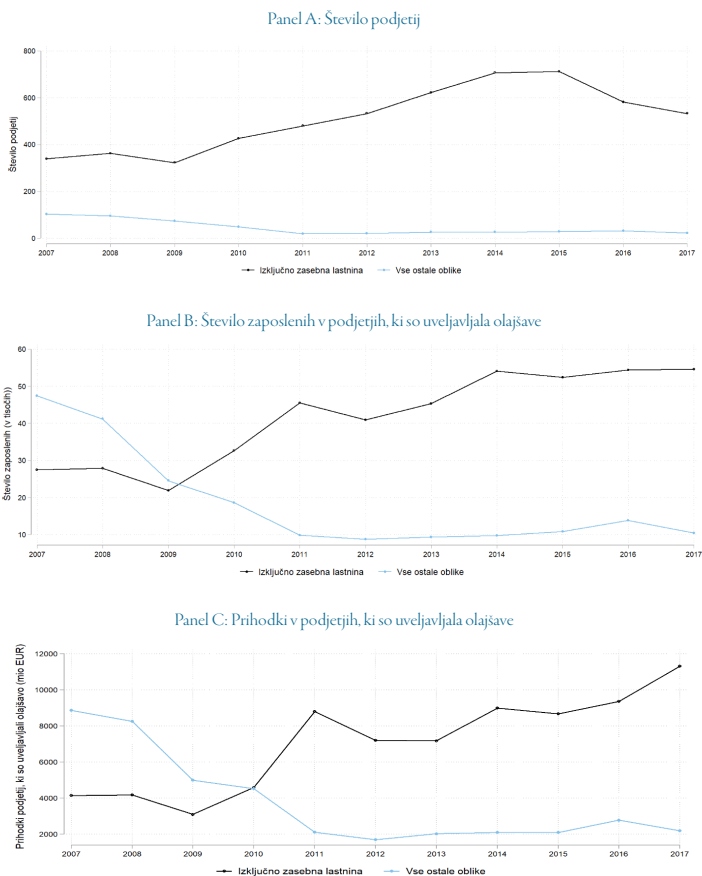 Panel A: Število podjetij
800
600
400
200
0
Število podjetij
2007 2008 2009 2010 2011 2012 2013 2014 2015 2016 2017
Izključno zasebna lastnina Vse ostale oblike
Panel B: Število zaposlenih v podjetjih, ki so uveljavljala olajšave
60
50
40
30
20
10
Število zaposlenih (v tisočih))
2007 2008 2009 2010 2011 2012 2013 2014 2015 2016 2017
Izključno zasebna lastnina Vse ostale oblike
Panel C: Prihodki v podjetjih, ki so uveljavljala olajšave
12000
10000
8000
6000
4000
2000
Prihodki podjetij, ki so uveljavljali olajšavo (mio EUR)
2007 2008 2009 2010 2011 2012 2013 2014 2015 2016 2017
Izključno zasebna lastnina Vse ostale oblike